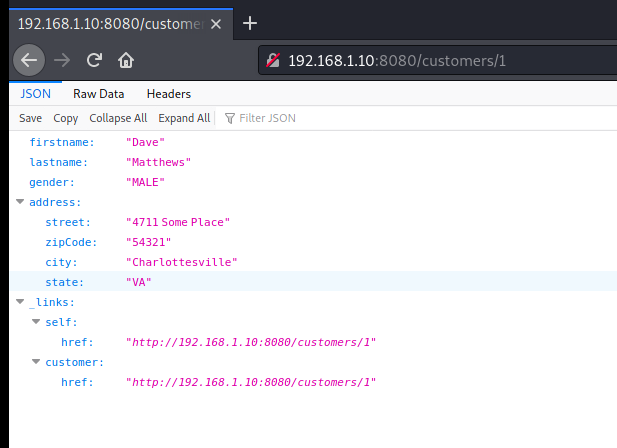 192.168.1.10:8080/custome
192.168.1.10:8080/customers/1
JSON Raw Data Headers
Save Copy Collapse All Expand All Filter JSON
firstname: "Dave"
lastname: "Matthews"
gender: "MALE"
address:
street: "4711 Some Place"
zipCode: "54321"
city: "Charlottesville"
state: "VA"
_links:
self:
href: "http://192.168.1.10:8080/customers/1"
customer:
href: "http://192.168.1.10:8080/customers/1"